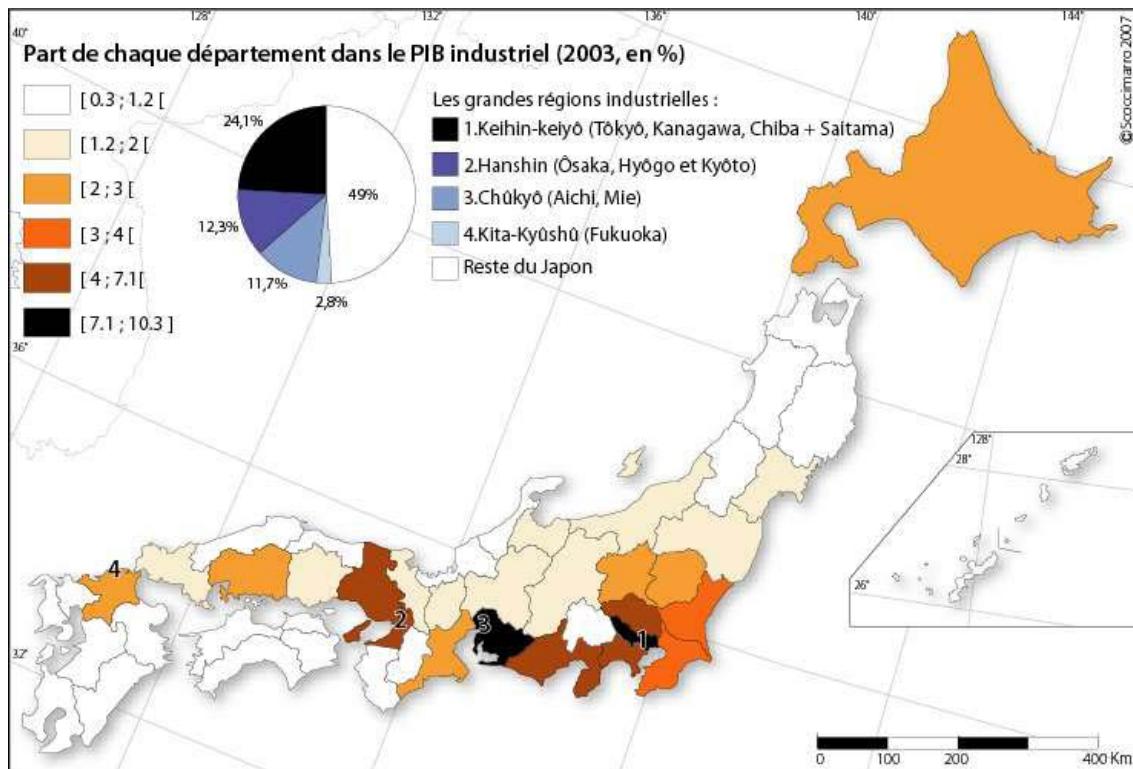 128°
132°
136°
140°
144°
40°
Part de chaque département dans le PIB industriel (2003, en %)
[ 0.3 ; 1.2 [
[ 1.2 ; 2 [
[ 2 ; 3 [
[ 3 ; 4 [
[ 4 ; 7.1[
[ 7.1 ; 10.3 ]
24,1%
49%
12,3%
11,7%
2,8%
Les grandes régions industrielles :
1.Keihin-keiyô (Tôkyô, Kanagawa, Chiba + Saitama)
2.Hanshin (Ôsaka, Hyôgo et Kyôto)
3.Chûkyô (Aichi, Mie)
4.Kita-Kyûshû (Fukuoka)
Reste du Japon
©Scoccimarro 2007
36°
32°
4
2
3
1
128°
28°
26°
0
100
200
400 Km